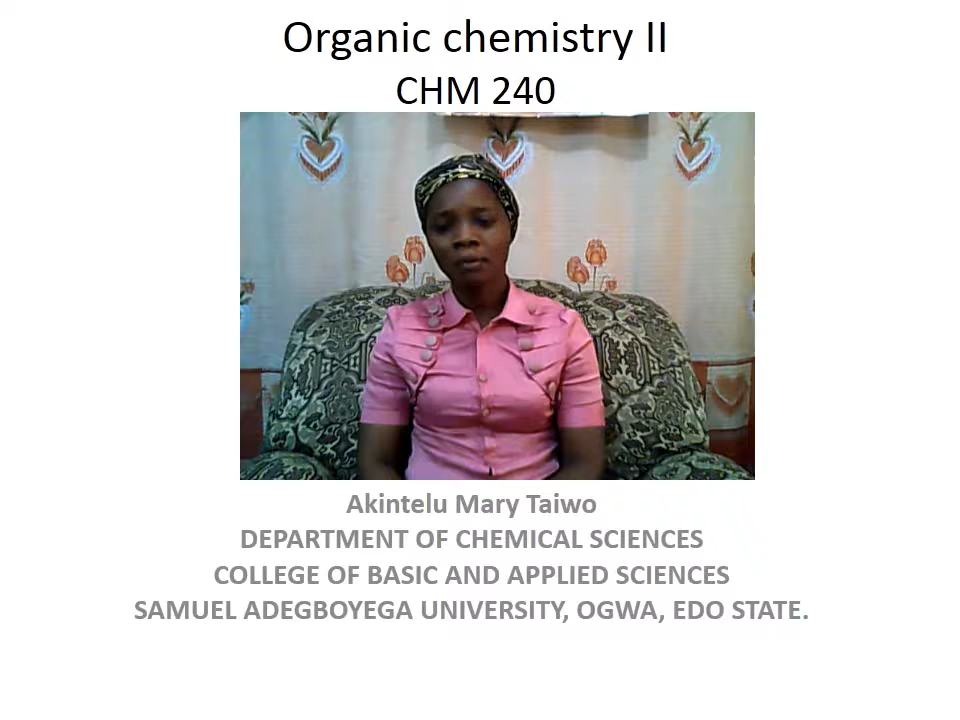 Organic chemistry II
CHM 240
Akintelu Mary Taiwo
DEPARTMENT OF CHEMICAL SCIENCES
COLLEGE OF BASIC AND APPLIED SCIENCES
SAMUEL ADEGBOYEGA UNIVERSITY, OGWA, EDO STATE.